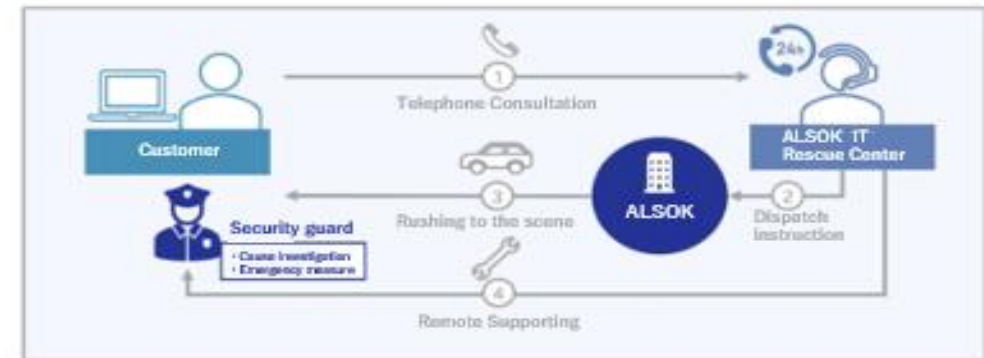 24h
1
Telephone Consultation
Customer
ALSOK IT
Rescue Center
3
Rushing to the scene
ALSOK
2
Dispatch
Instruction
Security guard
・Cause investigation
・Emergency measure
4
Remote Supporting